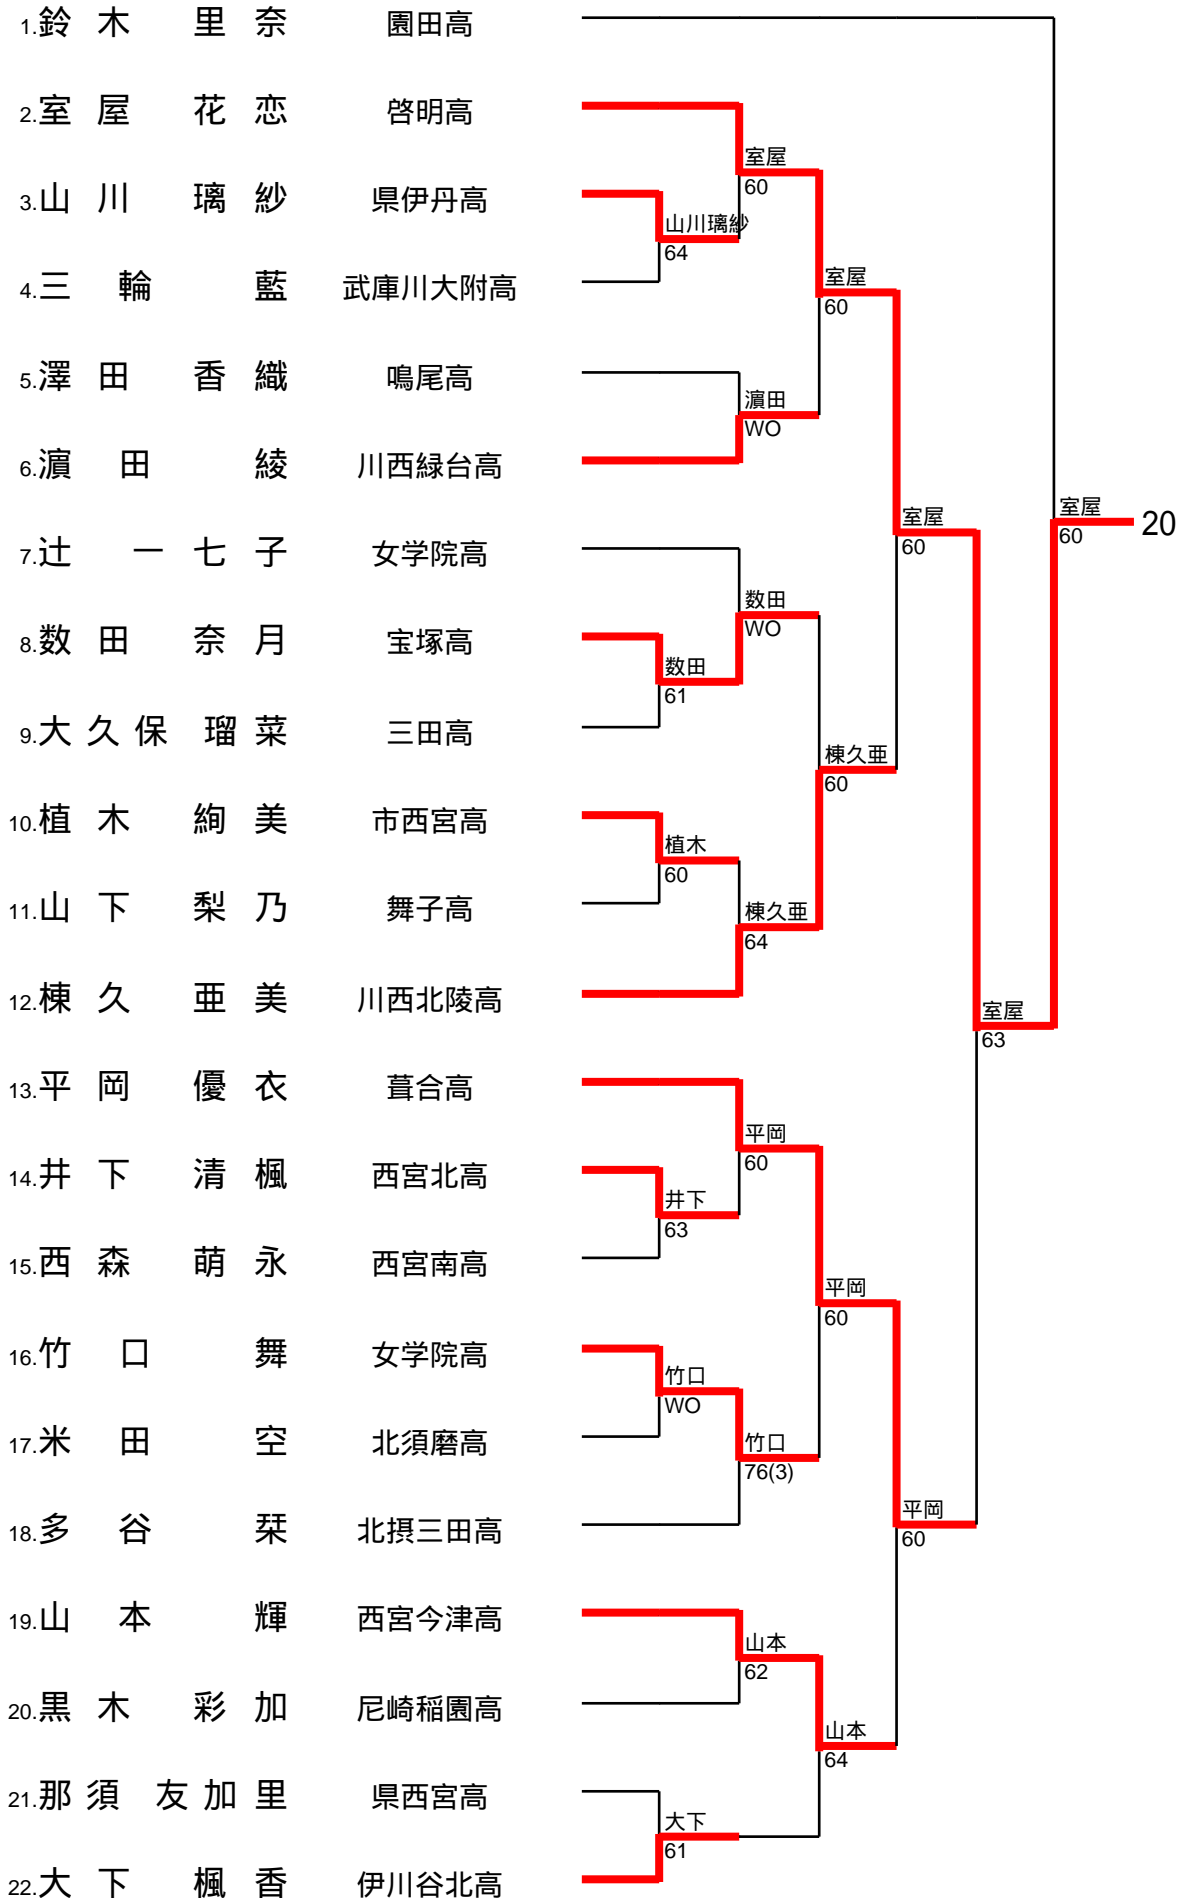 1.鈴木 里奈 園田高
2.室屋 花恋 啓明高
室屋
60
3.山川 璃紗 県伊丹高
山川璃紗
64
4.三輪 藍 武庫川大附高
室屋
60
5.澤田 香織 鳴尾高
濵田
WO
6.濵田 綾 川西緑台高
室屋
60
室屋
60
20
7.辻 一七子 女学院高
数田
WO
8.数田 奈月 宝塚高
数田
61
9.大久保 瑠菜 三田高
棟久亜
60
10.植木 絢美 市西宮高
植木
60
11.山下 梨乃 舞子高
棟久亜
64
12.棟久 亜美 川西北陵高
室屋
63
13.平岡 優衣 葺合高
平岡
60
14.井下 清楓 西宮北高
井下
63
15.西森 萌永 西宮南高
平岡
60
16.竹口 舞 女学院高
竹口
WO
17.米田 空 北須磨高
竹口
76(3)
18.多谷 栞 北摂三田高
平岡
60
19.山本 輝 西宮今津高
山本
62
20.黒木 彩加 尼崎稲園高
山本
64
21.那須 友加里 県西宮高
大下
61
22.大下 楓香 伊川谷北高